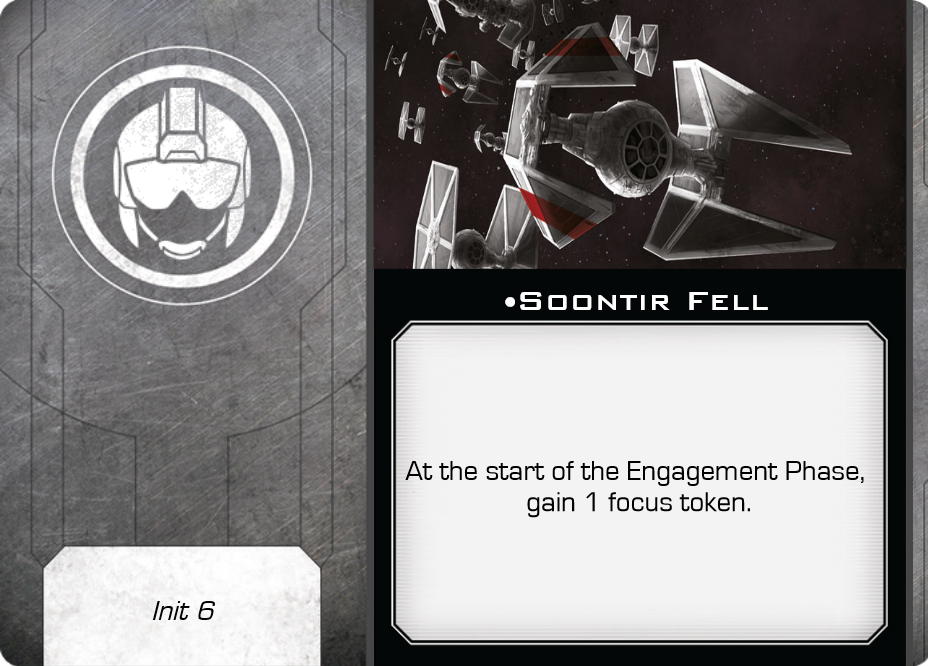 •Soontir Fell
At the start of the Engagement Phase,
gain 1 focus token.
Init 6